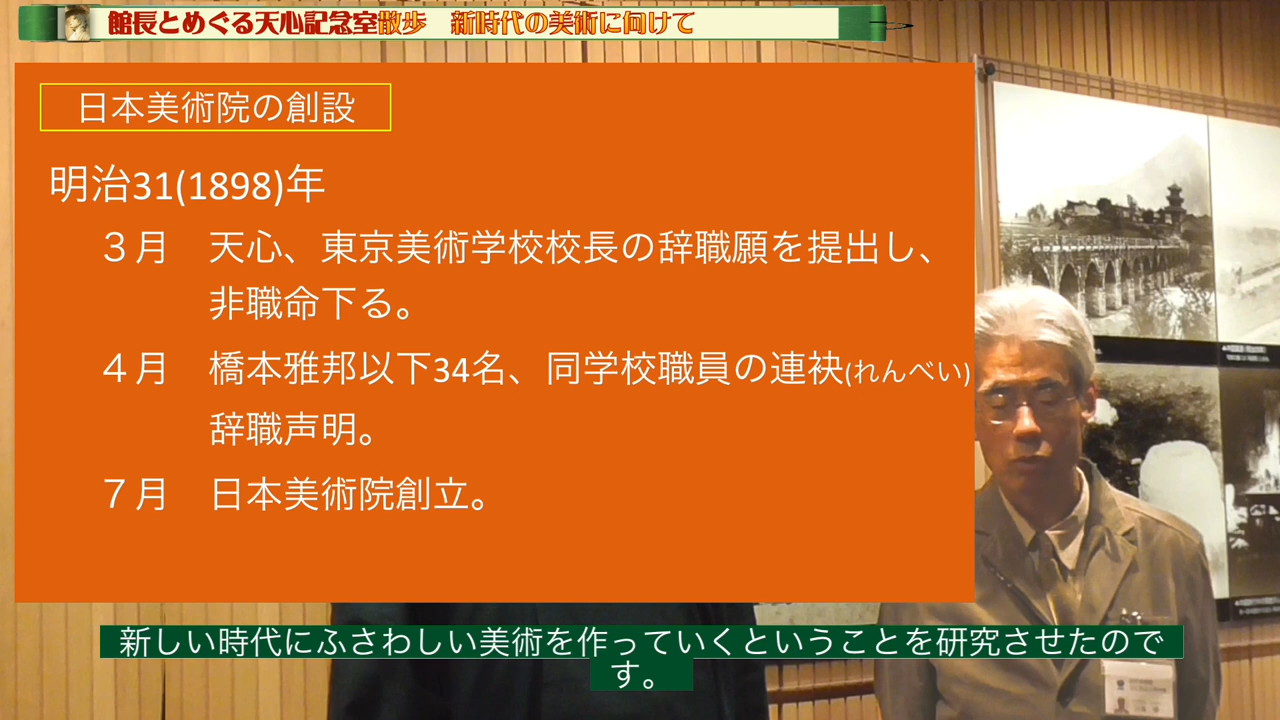 館長とめぐる天心記念室散歩　新時代の美術に向けて
日本美術院の創設
明治31(1898)年
３月　天心、東京美術学校校長の辞職願を提出し、
非職命下る。
４月　橋本雅邦以下34名、同学校職員の連袂(れんべい)
辞職声明。
７月　日本美術院創立。
新しい時代にふさわしい美術を作っていくということを研究させたので
す。